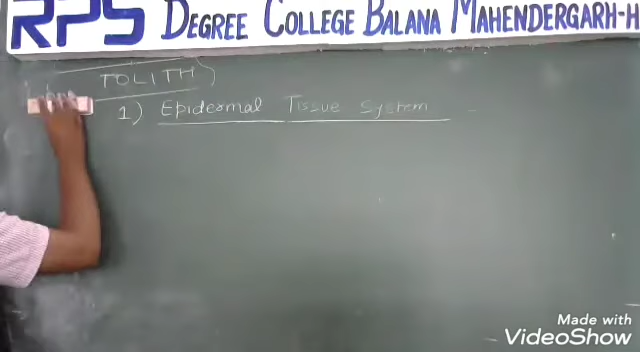 RPS DEGREE COLLEGE BALANA MAHENDERGARH-H
TOLITH)
1) Epidermal Tissue System
Made with
VideoShow